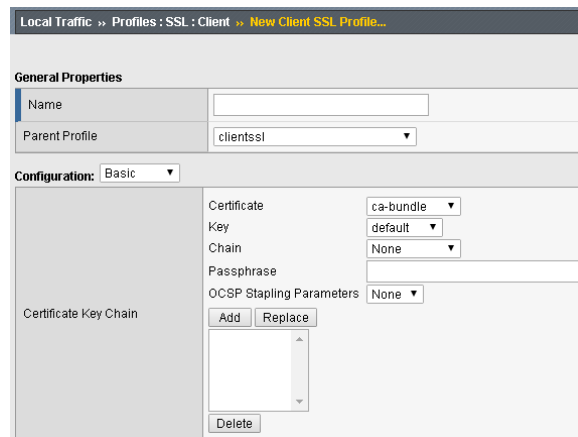 Local Traffic » Profiles : SSL : Client » New Client SSL Profile...
General Properties
Name
Parent Profile clientssl
Configuration: Basic
Certificate ca-bundle
Key default
Chain None
Passphrase
OCSP Stapling Parameters None
Certificate Key Chain
Add Replace
Delete